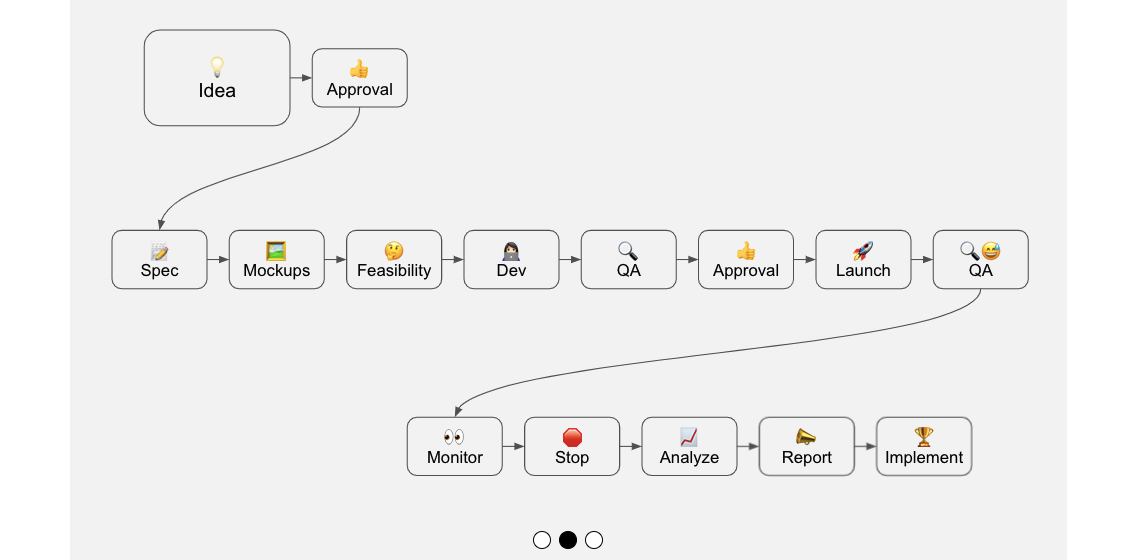 Idea
Approval
Spec
Mockups
Feasibility
Dev
QA
Approval
Launch
QA
Monitor
Stop
Analyze
Report
Implement